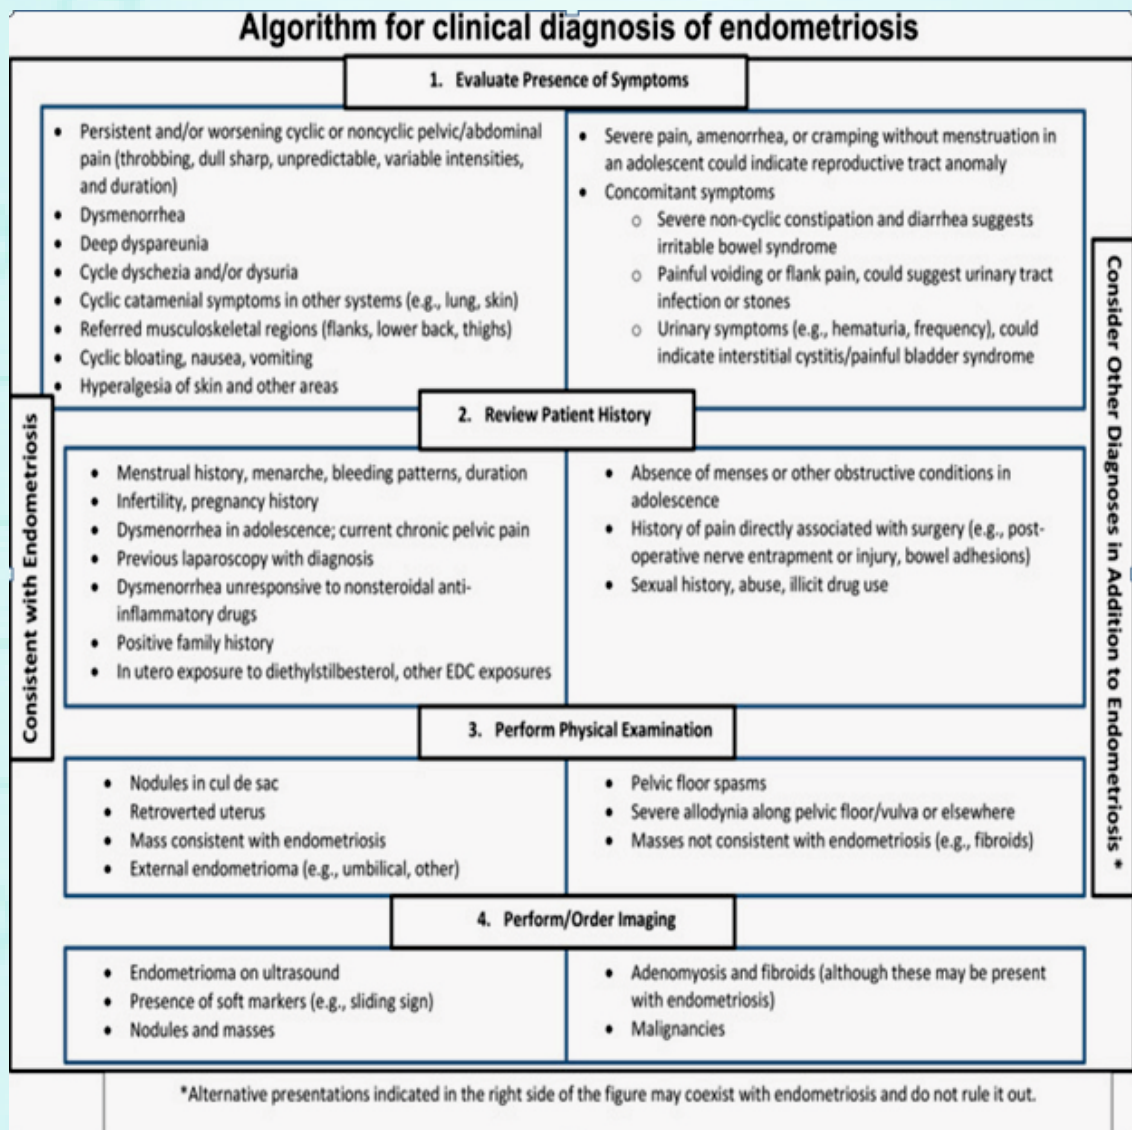 Algorithm for clinical diagnosis of endometriosis
1. Evaluate Presence of Symptoms
• Persistent and/or worsening cyclic or noncyclic pelvic/abdominal
pain (throbbing, dull sharp, unpredictable, variable intensities,
and duration)
• Dysmenorrhea
• Deep dyspareunia
• Cycle dyschezia and/or dysuria
• Cyclic catamenial symptoms in other systems (e.g., lung, skin)
• Referred musculoskeletal regions (flanks, lower back, thighs)
• Cyclic bloating, nausea, vomiting
• Hyperalgesia of skin and other areas
• Severe pain, amenorrhea, or cramping without menstruation in
an adolescent could indicate reproductive tract anomaly
• Concomitant symptoms
o Severe non-cyclic constipation and diarrhea suggests
irritable bowel syndrome
o Painful voiding or flank pain, could suggest urinary tract
infection or stones
o Urinary symptoms (e.g., hematuria, frequency), could
indicate interstitial cystitis/painful bladder syndrome
2. Review Patient History
• Menstrual history, menarche, bleeding patterns, duration
• Infertility, pregnancy history
• Dysmenorrhea in adolescence; current chronic pelvic pain
• Previous laparoscopy with diagnosis
• Dysmenorrhea unresponsive to nonsteroidal anti-
inflammatory drugs
• Positive family history
• In utero exposure to diethylstilbesterol, other EDC exposures
• Absence of menses or other obstructive conditions in
adolescence
• History of pain directly associated with surgery (e.g., post-
operative nerve entrapment or injury, bowel adhesions)
• Sexual history, abuse, illicit drug use
3. Perform Physical Examination
• Nodules in cul de sac
• Retroverted uterus
• Mass consistent with endometriosis
• External endometrioma (e.g., umbilical, other)
• Pelvic floor spasms
• Severe allodynia along pelvic floor/vulva or elsewhere
• Masses not consistent with endometriosis (e.g., fibroids)
4. Perform/Order Imaging
• Endometrioma on ultrasound
• Presence of soft markers (e.g., sliding sign)
• Nodules and masses
• Adenomyosis and fibroids (although these may be present
with endometriosis)
• Malignancies
Consistent with Endometriosis
Consider Other Diagnoses in Addition to Endometriosis *
*Alternative presentations indicated in the right side of the figure may coexist with endometriosis and do not rule it out.